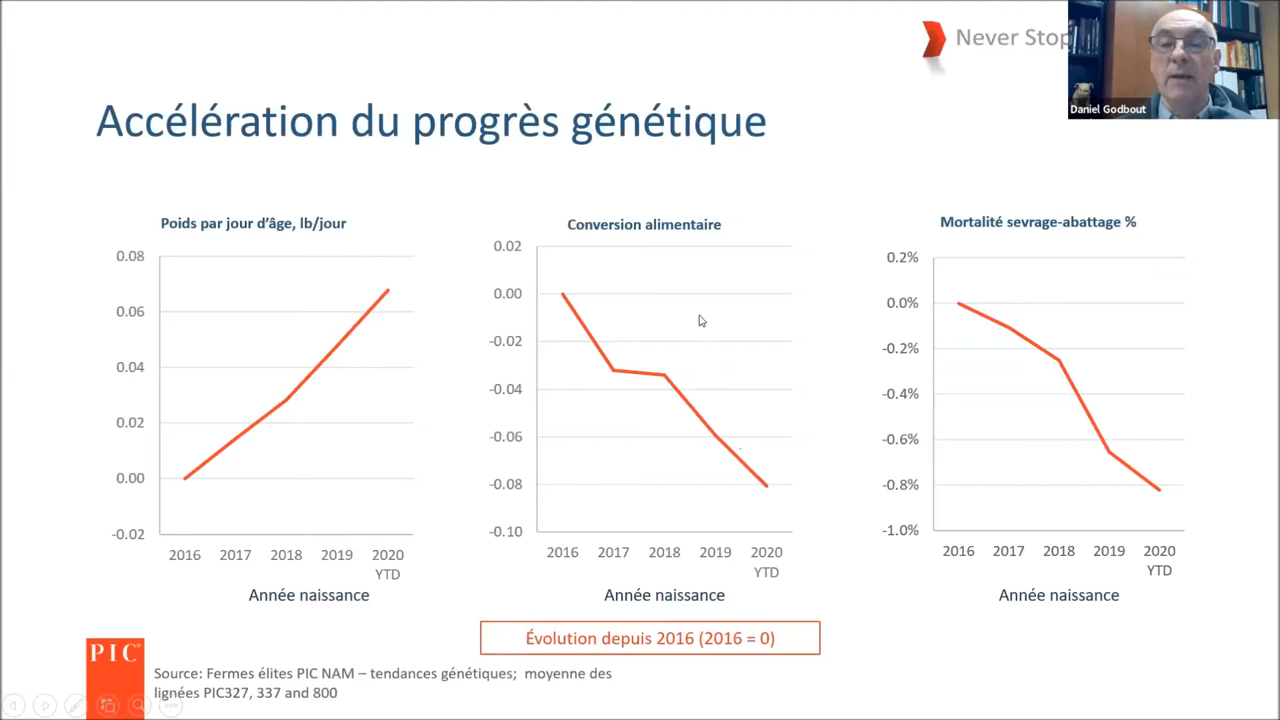 Never Stop
Daniel Godbout
Accélération du progrès génétique
Poids par jour d'âge, lb/jour
0.08
0.06
0.04
0.02
0.00
-0.02
2016 2017 2018 2019 2020
YTD
Année naissance
Conversion alimentaire
0.02
0.00
-0.02
-0.04
-0.06
-0.08
-0.10
2016 2017 2018 2019 2020
YTD
Année naissance
Mortalité sevrage-abattage %
0.2%
0.0%
-0.2%
-0.4%
-0.6%
-0.8%
-1.0%
2016 2017 2018 2019 2020
YTD
Année naissance
Évolution depuis 2016 (2016 = 0)
PIC®
Source: Fermes élites PIC NAM – tendances génétiques; moyenne des
lignées PIC327, 337 and 800